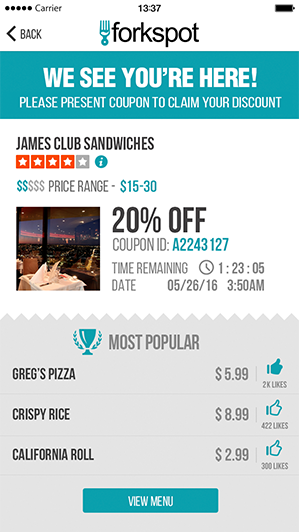 Carrier 13:37
BACK forkspot
WE SEE YOU'RE HERE!
PLEASE PRESENT COUPON TO CLAIM YOUR DISCOUNT
JAMES CLUB SANDWICHES
$$$$$ PRICE RANGE - $15-30
20% OFF
COUPON ID: A2243127
TIME REMAINING 1 : 23 : 05
DATE 05/26/16 3:50AM
MOST POPULAR
GREG'S PIZZA $ 5.99 2K LIKES
CRISPY RICE $ 8.99 422 LIKES
CALIFORNIA ROLL $ 2.99 300 LIKES
VIEW MENU